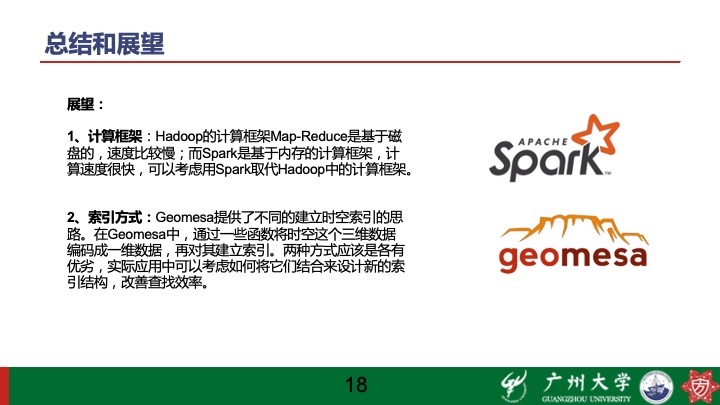 总结和展望
展望：
1、计算框架：Hadoop的计算框架Map-Reduce是基于磁
盘的，速度比较慢；而Spark是基于内存的计算框架，计
算速度很快，可以考虑用Spark取代Hadoop中的计算框架。
2、索引方式：Geomesa提供了不同的建立时空索引的思
路。在Geomesa中，通过一些函数将时空这个三维数据
编码成一维数据，再对其建立索引。两种方式应该是各有
优劣，实际应用中可以考虑如何将它们结合来设计新的索
引结构，改善查找效率。
APACHE
Spark™
geomesa
18
广州大学
GUANGZHOU UNIVERSITY